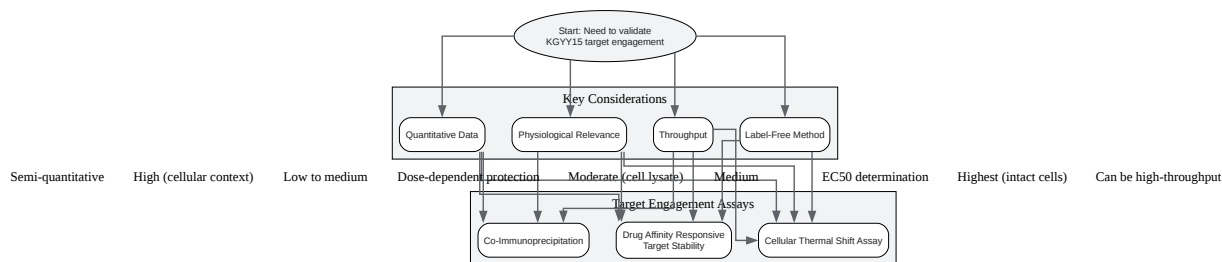 Start: Need to validate
KGYY15 target engagement
Key Considerations
Quantitative Data
Physiological Relevance
Throughput
Label-Free Method
Semi-quantitative
High (cellular context)
Low to medium
Dose-dependent protection
Moderate (cell lysate)
Medium
EC50 determination
Highest (intact cells)
Can be high-throughput
Target Engagement Assays
Co-Immunoprecipitation
Drug Affinity Responsive
Target Stability
Cellular Thermal Shift Assay